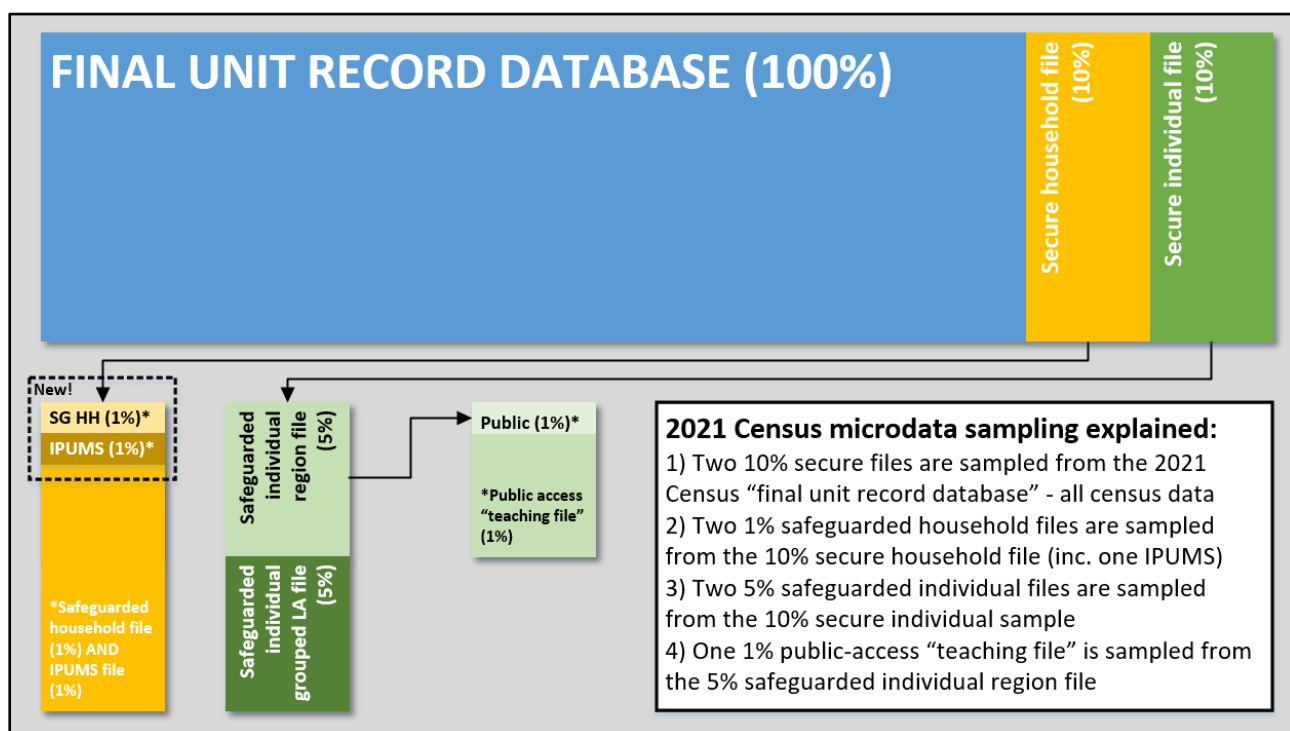 FINAL UNIT RECORD DATABASE (100%)
Secure household file
(10%)
Secure individual file
(10%)
New!
SG HH (1%)*
IPUMS (1%)*
*Safeguarded
household file
(1%) AND
IPUMS file
(1%)
Safeguarded
individual
region file
(5%)
Safeguarded
individual
grouped LA file
(5%)
Public (1%)*
*Public access
“teaching file”
(1%)
2021 Census microdata sampling explained:
1) Two 10% secure files are sampled from the 2021
Census “final unit record database” - all census data
2) Two 1% safeguarded household files are sampled
from the 10% secure household file (inc. one IPUMS)
3) Two 5% safeguarded individual files are sampled
from the 10% secure individual sample
4) One 1% public-access “teaching file” is sampled from
the 5% safeguarded individual region file